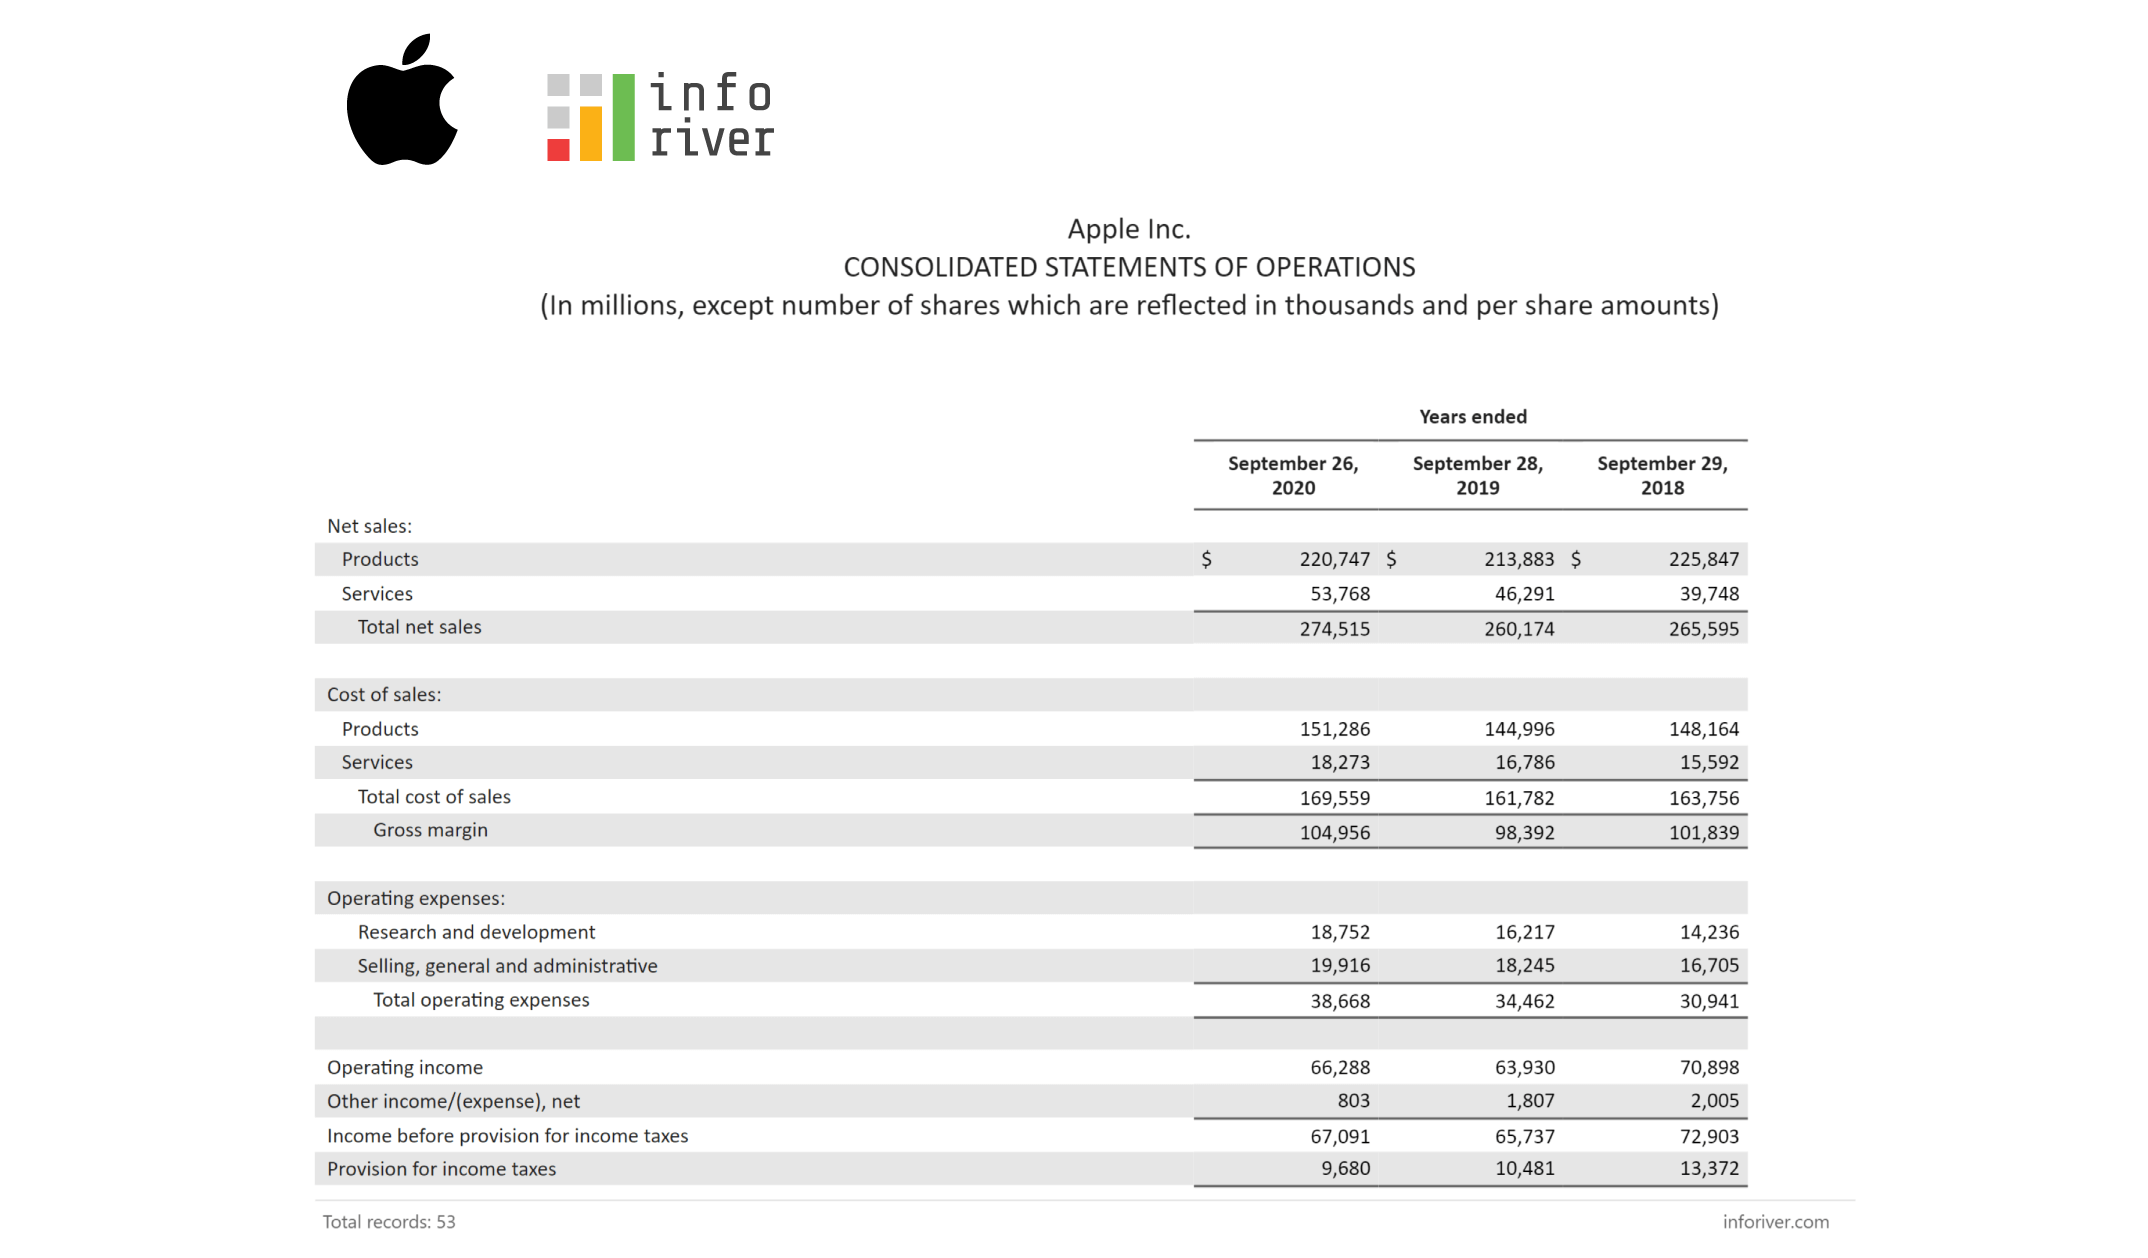 info
river
Apple Inc.
CONSOLIDATED STATEMENTS OF OPERATIONS
(In millions, except number of shares which are reflected in thousands and per share amounts)
Years ended
September 26, 2020 September 28, 2019 September 29, 2018
Net sales:
Products $ 220,747 $ 213,883 $ 225,847
Services 53,768 46,291 39,748
Total net sales 274,515 260,174 265,595
Cost of sales:
Products 151,286 144,996 148,164
Services 18,273 16,786 15,592
Total cost of sales 169,559 161,782 163,756
Gross margin 104,956 98,392 101,839
Operating expenses:
Research and development 18,752 16,217 14,236
Selling, general and administrative 19,916 18,245 16,705
Total operating expenses 38,668 34,462 30,941
Operating income 66,288 63,930 70,898
Other income/(expense), net 803 1,807 2,005
Income before provision for income taxes 67,091 65,737 72,903
Provision for income taxes 9,680 10,481 13,372
Total records: 53 inforiver.com